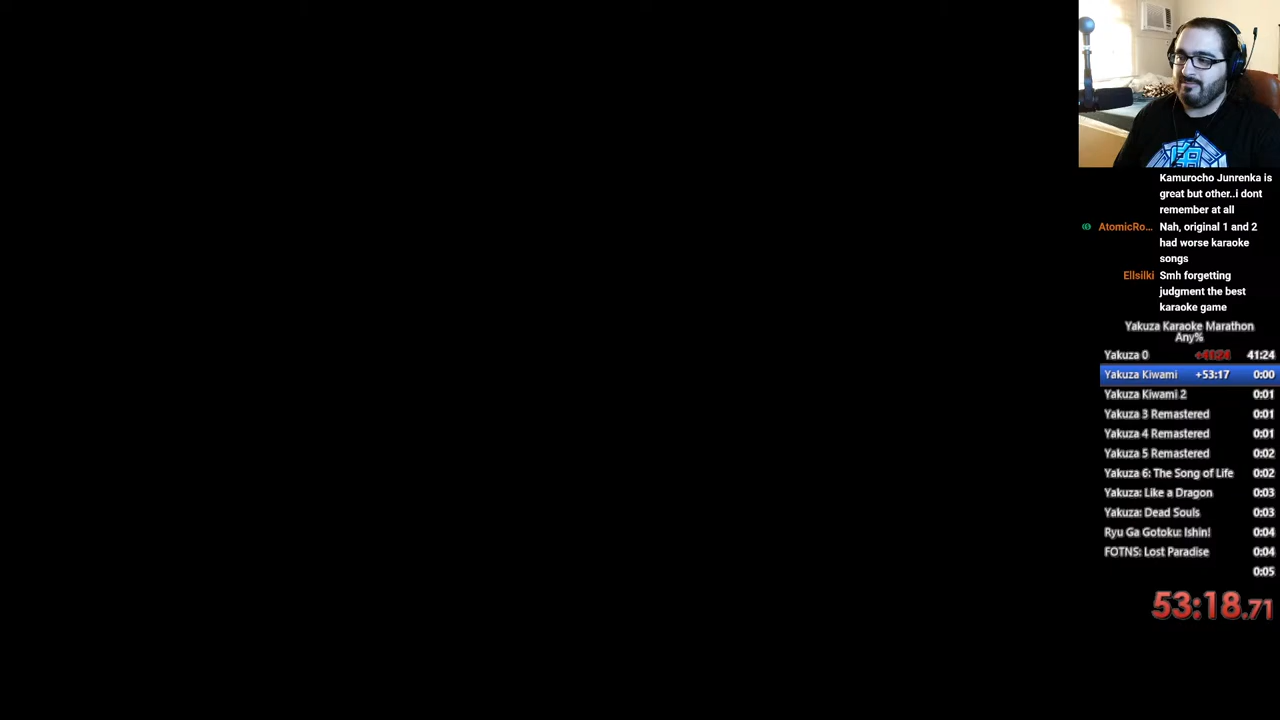 Kamurocho Junrenka is
great but other..i dont
remember at all
AtomicRo... Nah, original 1 and 2
had worse karaoke
songs
Ellsilki Smh forgetting
judgment the best
karaoke game
Yakuza Karaoke Marathon
Any%
Yakuza 0 +41:24 41:24
Yakuza Kiwami +53:17 0:00
Yakuza Kiwami 2 0:01
Yakuza 3 Remastered 0:01
Yakuza 4 Remastered 0:01
Yakuza 5 Remastered 0:02
Yakuza 6: The Song of Life 0:02
Yakuza: Like a Dragon 0:03
Yakuza: Dead Souls 0:03
Ryu Ga Gotoku: Ishin! 0:04
FOTNS: Lost Paradise 0:04
0:05
53:18.71